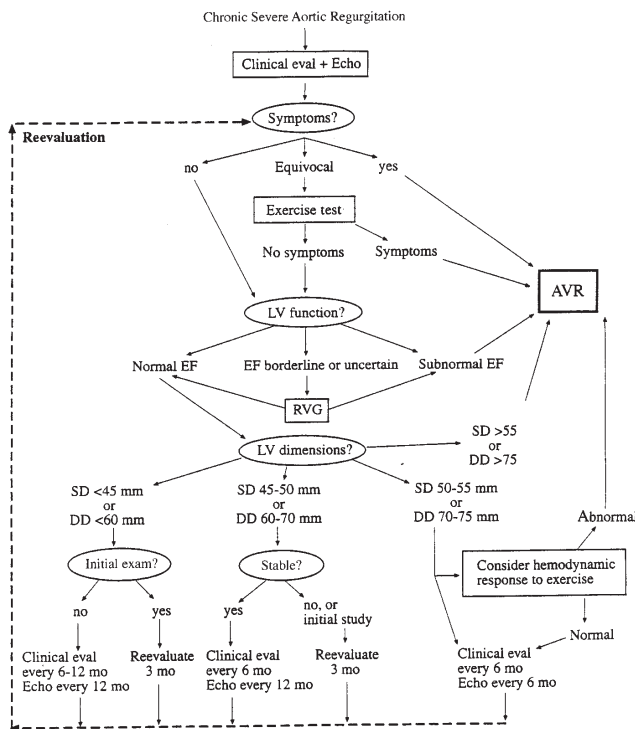 Chronic Severe Aortic Regurgitation
Clinical eval + Echo
Symptoms?
Reevaluation
no
Equivocal
yes
Exercise test
No symptoms
Symptoms
AVR
LV function?
Normal EF
EF borderline or uncertain
Subnormal EF
RVG
SD >55
or
DD >75
LV dimensions?
SD <45 mm
or
DD <60 mm
SD 45-50 mm
or
DD 60-70 mm
SD 50-55 mm
or
DD 70-75 mm
Abnormal
Initial exam?
Stable?
Consider hemodynamic
response to exercise
no
yes
yes
no, or
initial study
Normal
Clinical eval
every 6-12 mo
Echo every 12 mo
Reevaluate
3 mo
Clinical eval
every 6 mo
Echo every 12 mo
Reevaluate
3 mo
Clinical eval
every 6 mo
Echo every 6 mo